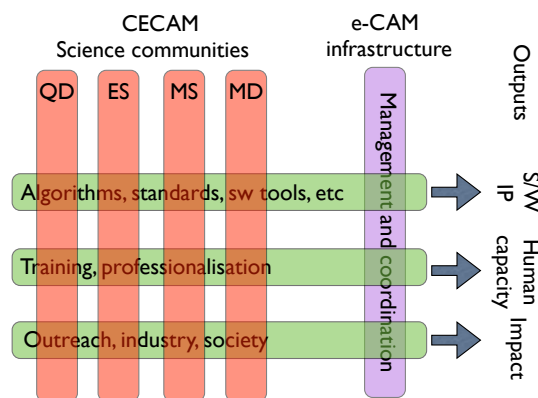 CECAM
Science communities
e-CAM
infrastructure
Outputs
QD
ES
MS
MD
Management and coordination
Algorithms, standards, sw tools, etc
S/W
IP
Training, professionalisation
Human
capacity
Outreach, industry, society
Impact